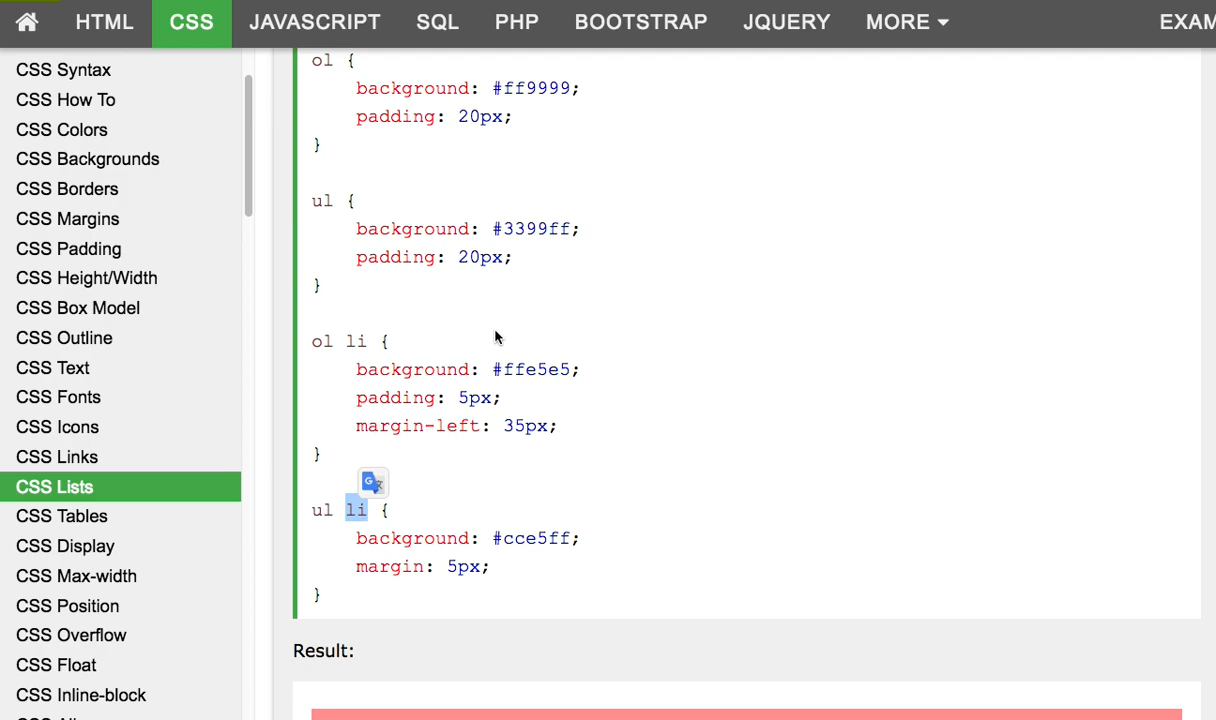 HTML CSS JAVASCRIPT SQL PHP BOOTSTRAP JQUERY MORE EXAM
CSS Syntax
CSS How To
CSS Colors
CSS Backgrounds
CSS Borders
CSS Margins
CSS Padding
CSS Height/Width
CSS Box Model
CSS Outline
CSS Text
CSS Fonts
CSS Icons
CSS Links
CSS Lists
CSS Tables
CSS Display
CSS Max-width
CSS Position
CSS Overflow
CSS Float
CSS Inline-block
ol {
background: #ff9999;
padding: 20px;
}
ul {
background: #3399ff;
padding: 20px;
}
ol li {
background: #ffe5e5;
padding: 5px;
margin-left: 35px;
}
ul li {
background: #cce5ff;
margin: 5px;
}
Result: